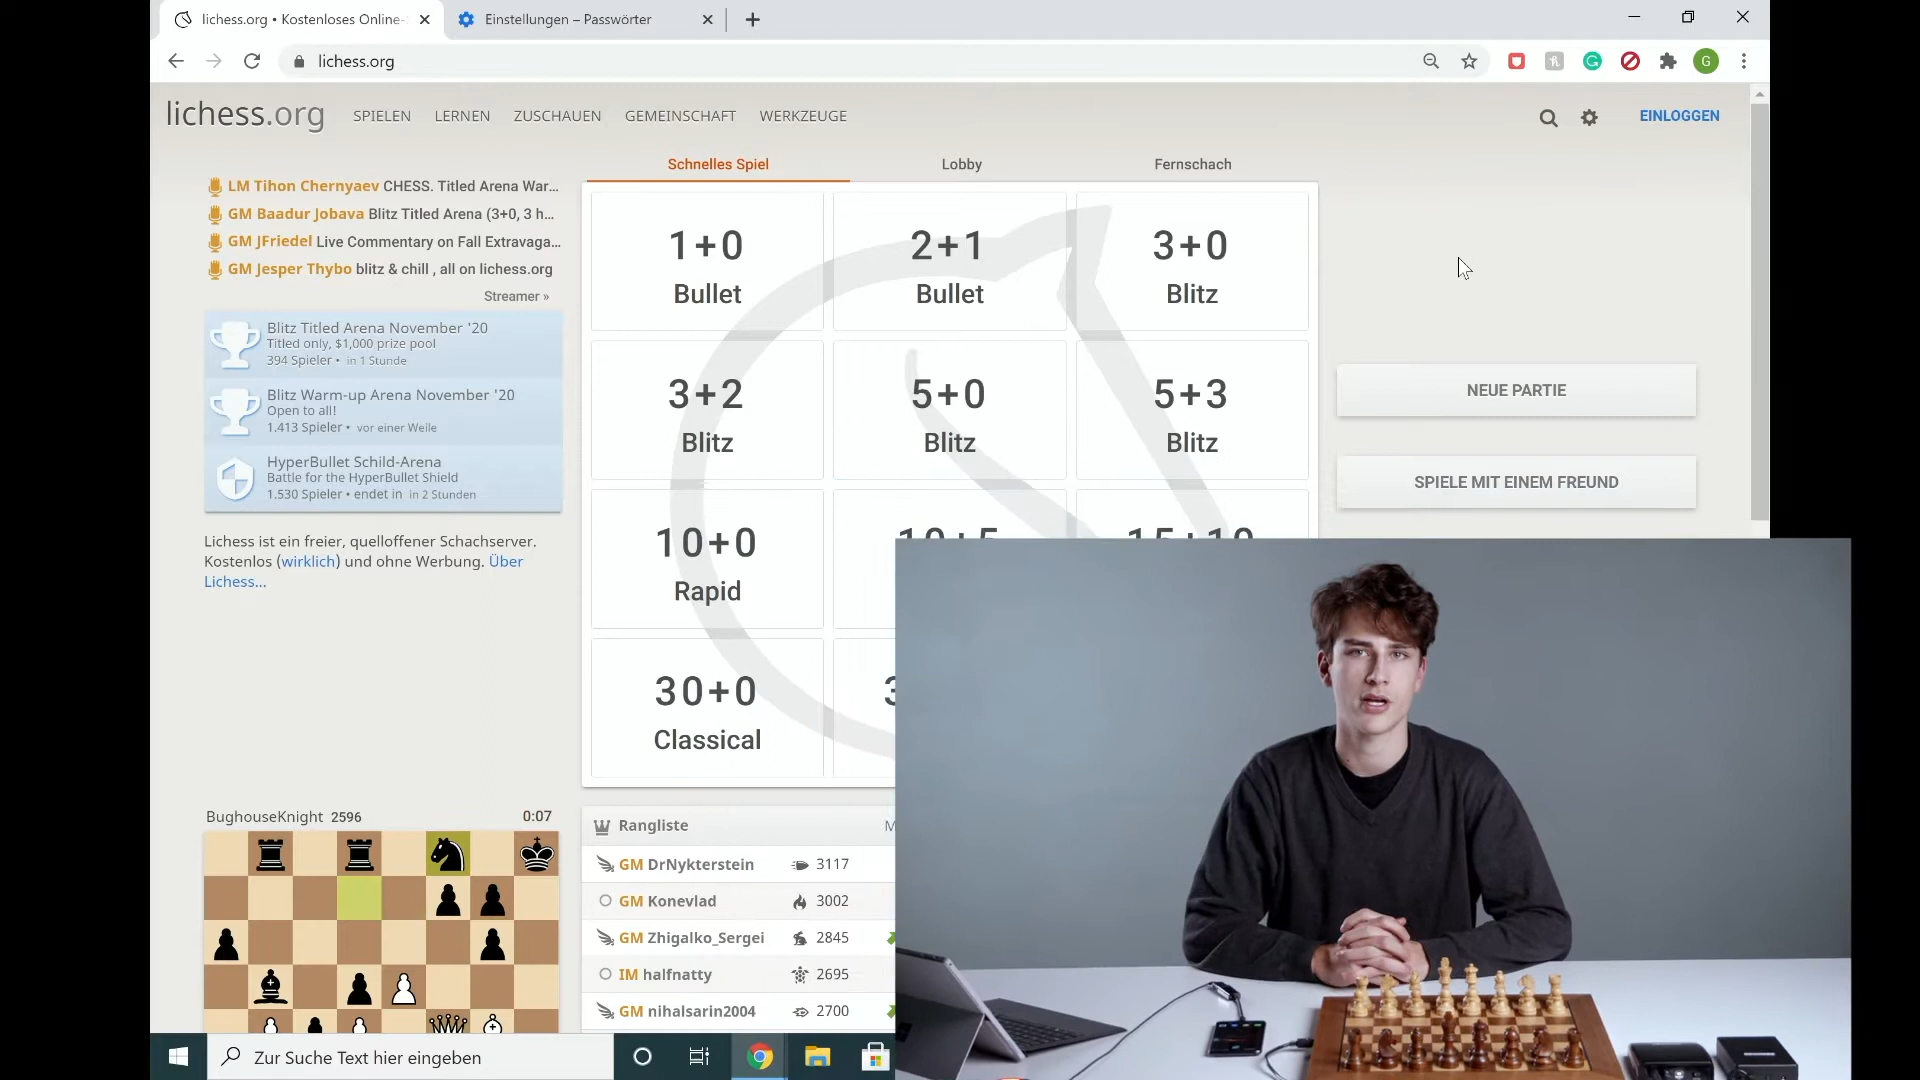 lichess.org • Kostenloses Online-
Einstellungen – Passwörter
lichess.org
G
lichess.org
SPIELEN
LERNEN
ZUSCHAUEN
GEMEINSCHAFT
WERKZEUGE
EINLOGGEN
LM Tihon Chernyaev CHESS. Titled Arena War...
GM Baadur Jobava Blitz Titled Arena (3+0, 3 h...
GM JFriedel Live Commentary on Fall Extravaga...
GM Jesper Thybo blitz & chill , all on lichess.org
Streamer »
Blitz Titled Arena November '20
Titled only, $1,000 prize pool
394 Spieler • in 1 Stunde
Blitz Warm-up Arena November '20
Open to all!
1.413 Spieler • vor einer Weile
HyperBullet Schild-Arena
Battle for the HyperBullet Shield
1.530 Spieler • endet in in 2 Stunden
Lichess ist ein freier, quelloffener Schachserver.
Kostenlos (wirklich) und ohne Werbung. Über
Lichess...
Schnelles Spiel
Lobby
Fernschach
1+0
Bullet
2+1
Bullet
3+0
Blitz
3+2
Blitz
5+0
Blitz
5+3
Blitz
10+0
Rapid
10+5
15+10
30+0
Classical
3
NEUE PARTIE
SPIELE MIT EINEM FREUND
BughouseKnight 2596
0:07
Rangliste
M
GM DrNykterstein 3117
GM Konevlad 3002
GM Zhigalko_Sergei 2845
IM halfnatty 2695
GM nihalsarin2004 2700
Zur Suche Text hier eingeben